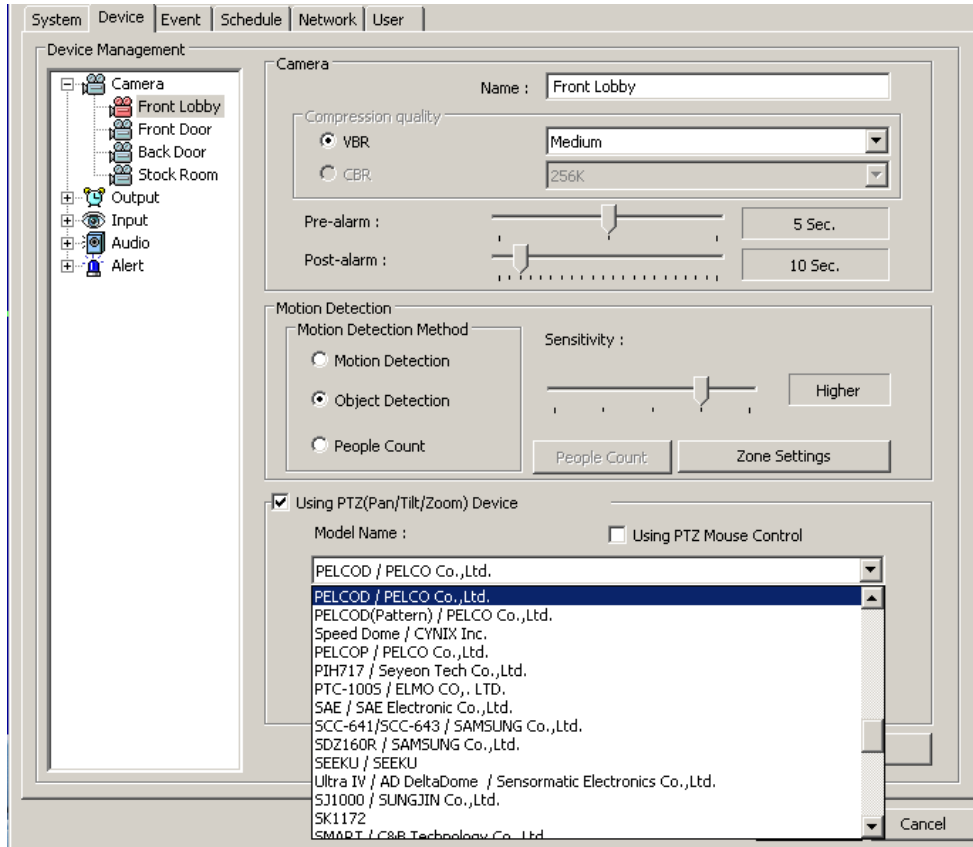 System Device Event Schedule Network User
Device Management
Camera
Front Lobby
Front Door
Back Door
Stock Room
Output
Input
Audio
Alert
Camera
Name : Front Lobby
Compression quality
VBR Medium
CBR 256K
Pre-alarm : 5 Sec.
Post-alarm : 10 Sec.
Motion Detection
Motion Detection Method
Motion Detection
Object Detection
People Count
Sensitivity :
Higher
People Count Zone Settings
Using PTZ(Pan/Tilt/Zoom) Device
Model Name : Using PTZ Mouse Control
PELCOD / PELCO Co.,Ltd.
PELCOD / PELCO Co.,Ltd.
PELCOD(Pattern) / PELCO Co.,Ltd.
Speed Dome / CYNIX Inc.
PELCOP / PELCO Co.,Ltd.
PIH717 / Seyeon Tech Co.,Ltd.
PTC-100S / ELMO CO,. LTD.
SAE / SAE Electronic Co.,Ltd.
SCC-641/SCC-643 / SAMSUNG Co.,Ltd.
SDZ160R / SAMSUNG Co.,Ltd.
SEEKU / SEEKU
Ultra IV / AD DeltaDome / Sensormatic Electronics Co.,Ltd.
SJ1000 / SUNGJIN Co.,Ltd.
SK1172
SMART / C&B Technology Co.,Ltd.
Cancel